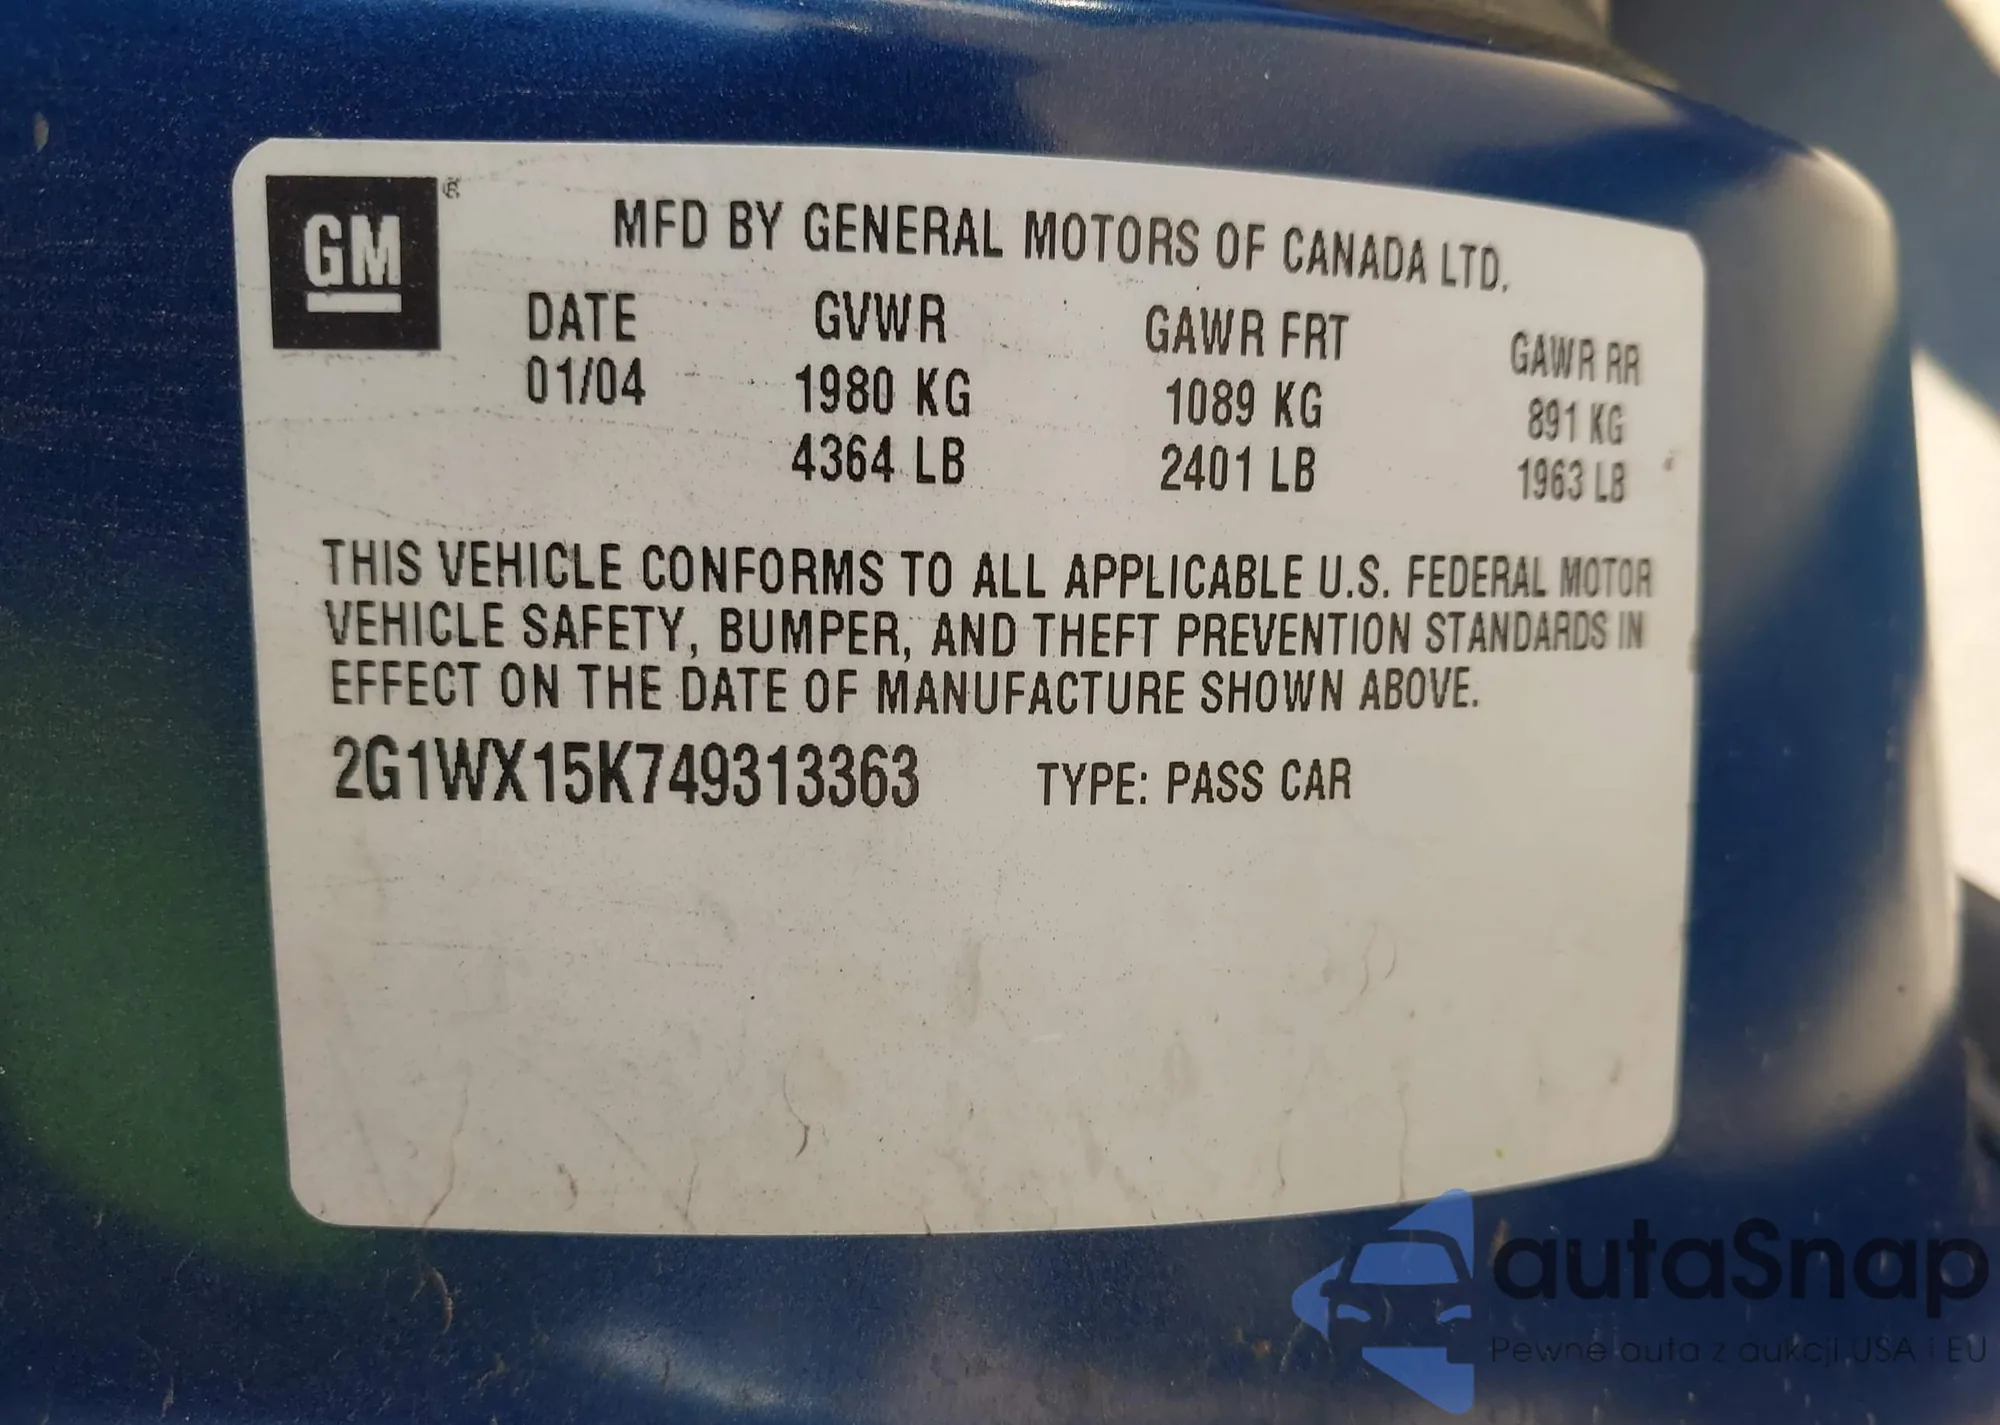 GM ®
MFD BY GENERAL MOTORS OF CANADA LTD.
DATE GVWR GAWR FRT GAWR RR
01/04 1980 KG 1089 KG 891 KG
4364 LB 2401 LB 1963 LB
THIS VEHICLE CONFORMS TO ALL APPLICABLE U.S. FEDERAL MOTOR
VEHICLE SAFETY, BUMPER, AND THEFT PREVENTION STANDARDS IN
EFFECT ON THE DATE OF MANUFACTURE SHOWN ABOVE.
2G1WX15K749313363 TYPE: PASS CAR
autaSnap
Pewne auta z aukcji USA i EU